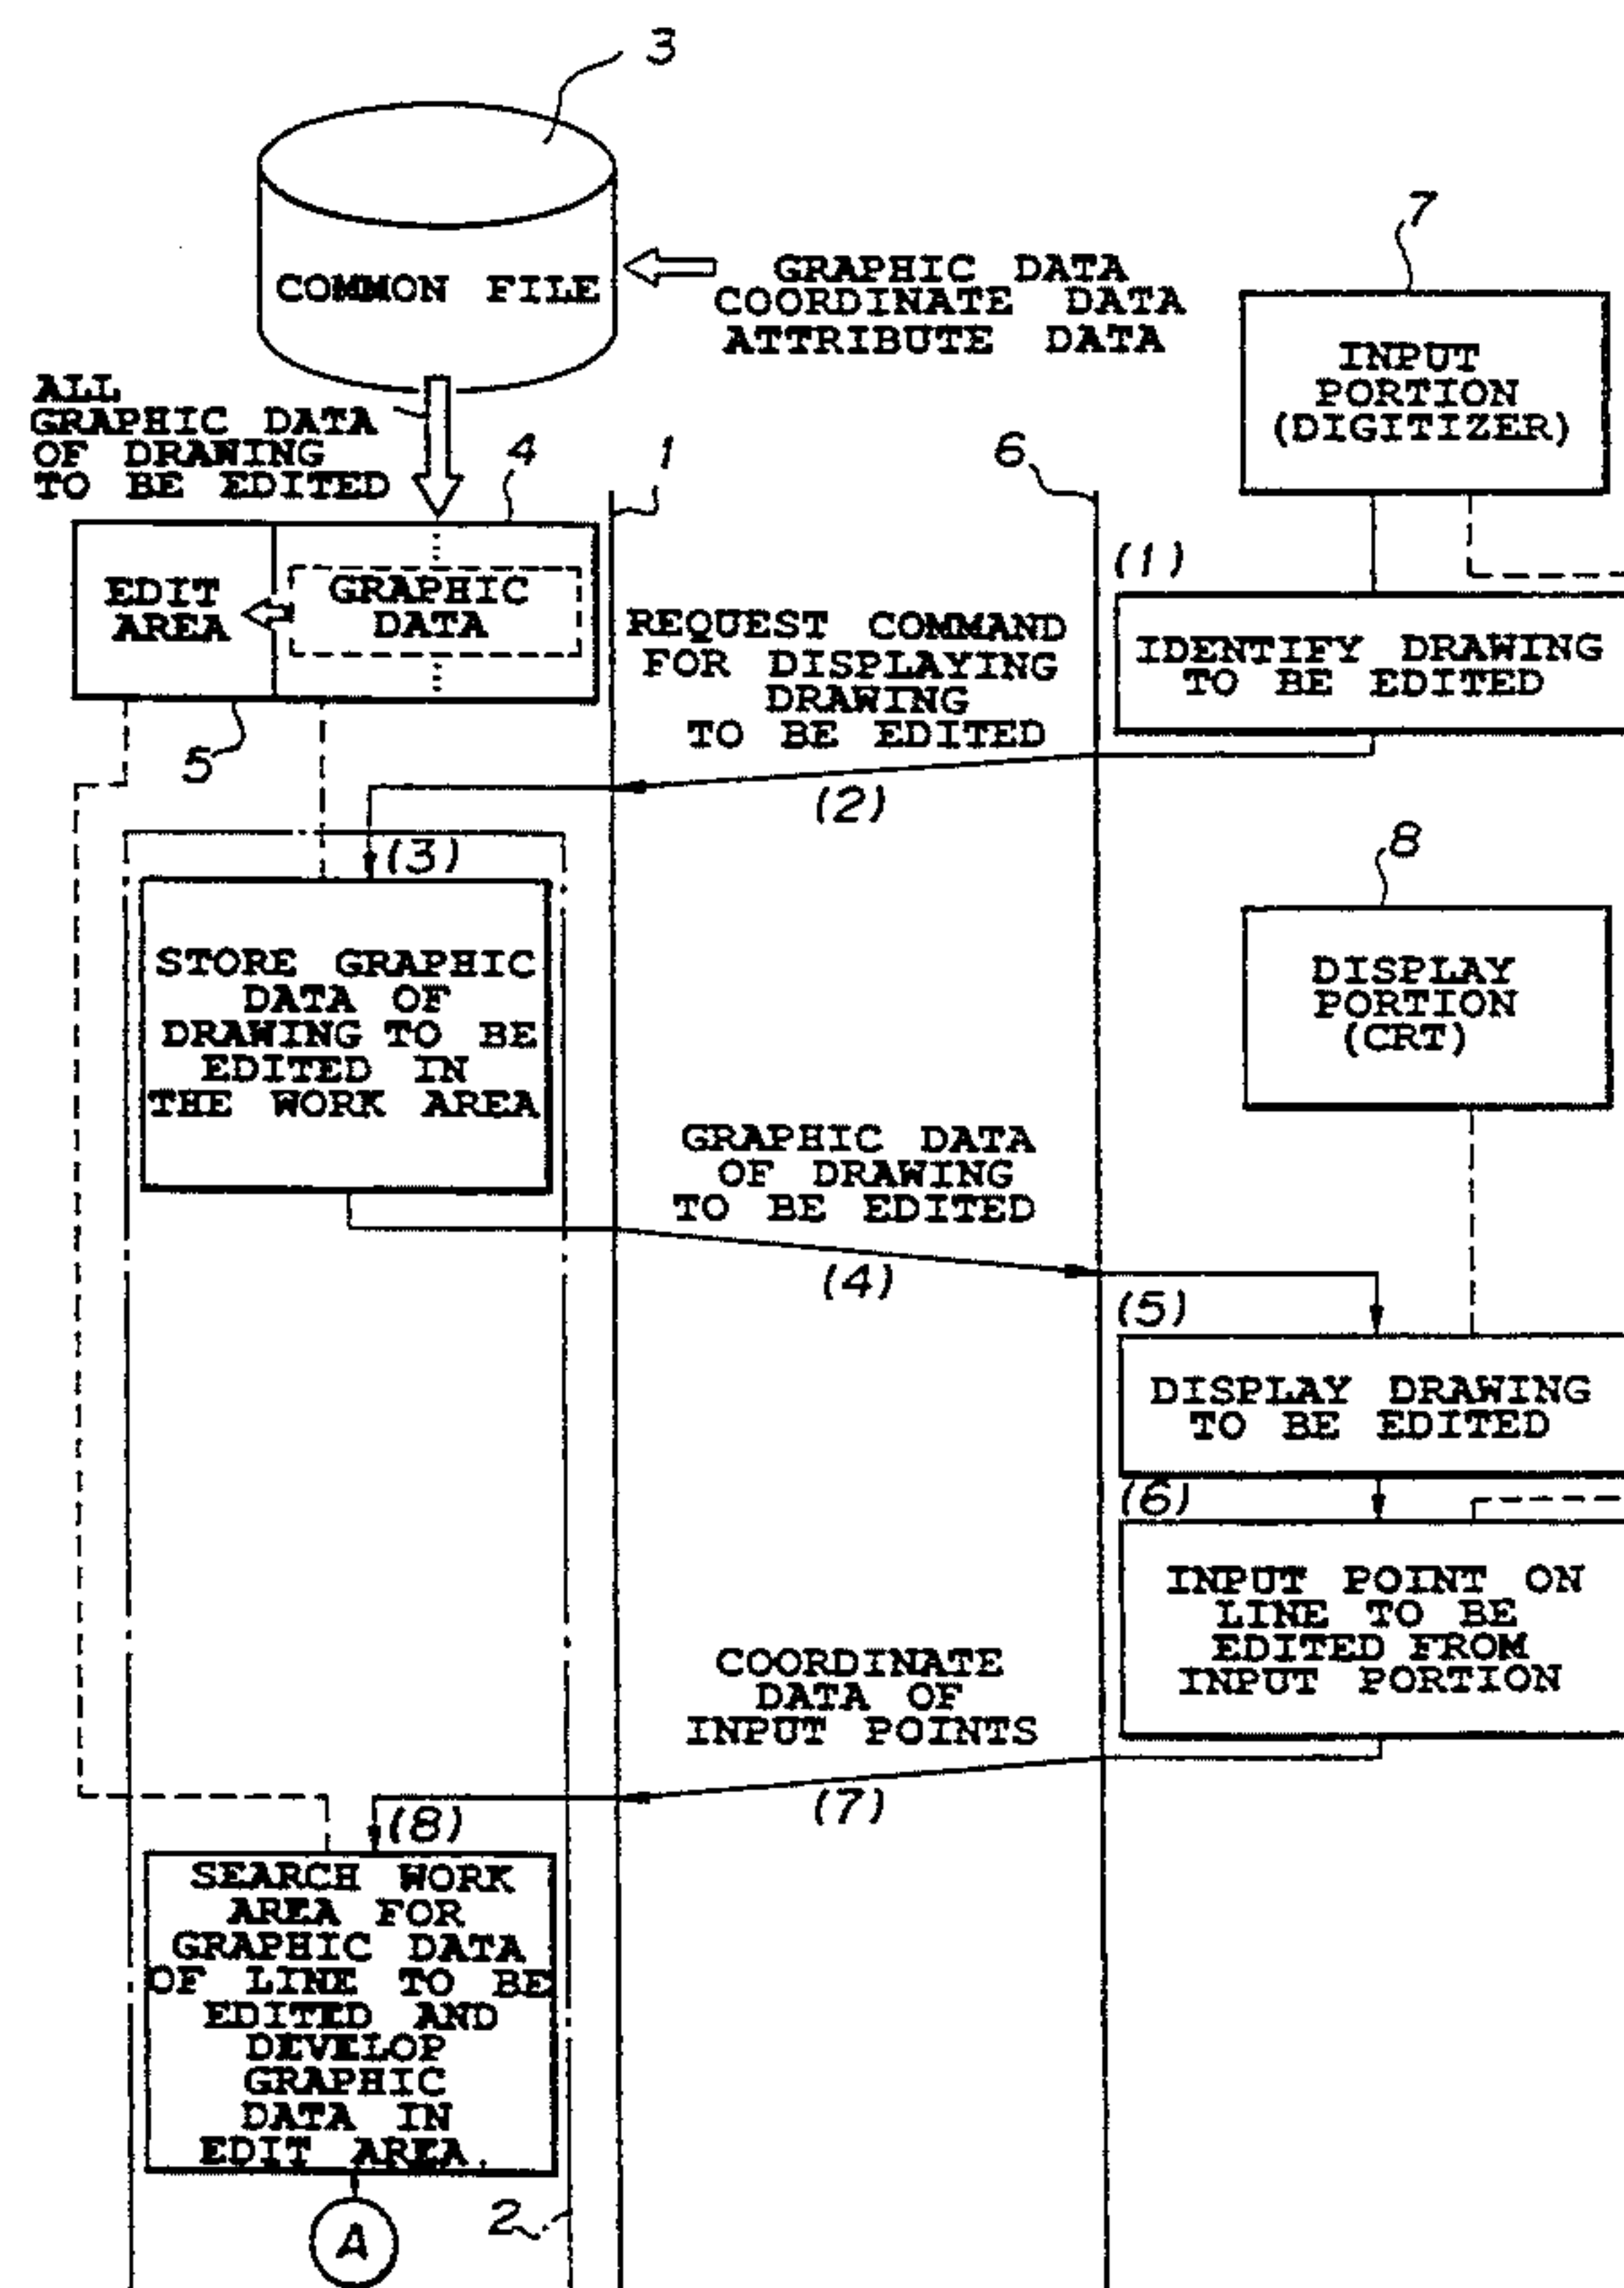 3
COMMON FILE
GRAPHIC DATA
COORDINATE DATA
ATTRIBUTE DATA
7
INPUT
PORTION
(DIGITIZER)
ALL
GRAPHIC DATA
OF DRAWING
TO BE EDITED
4
1
6
EDIT
AREA
GRAPHIC
DATA
5
(1)
IDENTIFY DRAWING
TO BE EDITED
REQUEST COMMAND
FOR DISPLAYING
DRAWING
TO BE EDITED
(2)
(3)
STORE GRAPHIC
DATA OF
DRAWING TO BE
EDITED IN
THE WORK AREA
8
DISPLAY
PORTION
(CRT)
GRAPHIC DATA
OF DRAWING
TO BE EDITED
(4)
(5)
DISPLAY DRAWING
TO BE EDITED
(6)
INPUT POINT ON
LINE TO BE
EDITED FROM
INPUT PORTION
COORDINATE
DATA OF
INPUT POINTS
(7)
(8)
SEARCH WORK
AREA FOR
GRAPHIC DATA
OF LINE TO BE
EDITED AND
DEVELOP
GRAPHIC
DATA IN
EDIT AREA.
2
A